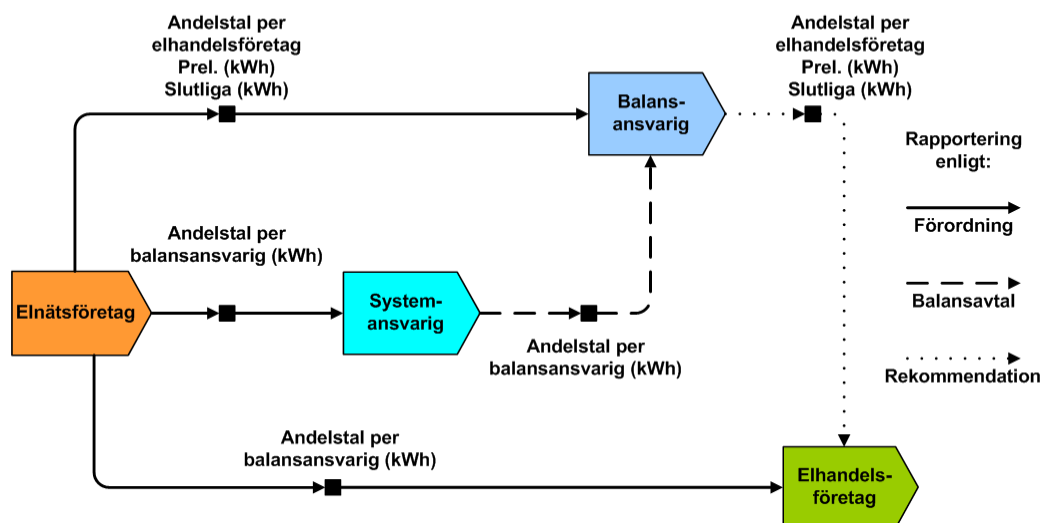 Andelstal per
elhandelsföretag
Prel. (kWh)
Slutliga (kWh)
Andelstal per
elhandelsföretag
Prel. (kWh)
Slutliga (kWh)
Balans-
ansvarig
Rapportering
enligt:
Förordning
Balansavtal
Rekommendation
Andelstal per
balansansvarig (kWh)
Elnätsföretag
System-
ansvarig
Andelstal per
balansansvarig (kWh)
Andelstal per
balansansvarig (kWh)
Elhandels-
företag